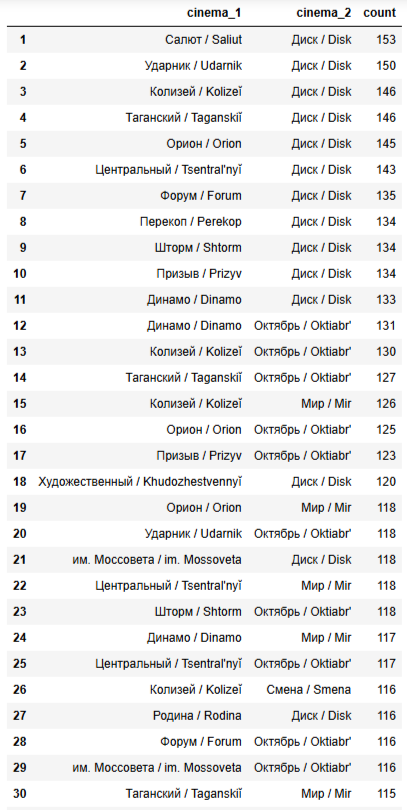 cinema_1 cinema_2 count
1 Салют / Saliut Диск / Disk 153
2 Ударник / Udarnik Диск / Disk 150
3 Колизей / Kolizeĭ Диск / Disk 146
4 Таганский / Taganskiĭ Диск / Disk 146
5 Орион / Orion Диск / Disk 145
6 Центральный / Tsentral'nyĭ Диск / Disk 143
7 Форум / Forum Диск / Disk 135
8 Перекоп / Perekop Диск / Disk 134
9 Шторм / Shtorm Диск / Disk 134
10 Призыв / Prizyv Диск / Disk 134
11 Динамо / Dinamo Диск / Disk 133
12 Динамо / Dinamo Октябрь / Oktiabr' 131
13 Колизей / Kolizeĭ Октябрь / Oktiabr' 130
14 Таганский / Taganskiĭ Октябрь / Oktiabr' 127
15 Колизей / Kolizeĭ Мир / Mir 126
16 Орион / Orion Октябрь / Oktiabr' 125
17 Призыв / Prizyv Октябрь / Oktiabr' 123
18 Художественный / Khudozhestvennyĭ Диск / Disk 120
19 Орион / Orion Мир / Mir 118
20 Ударник / Udarnik Октябрь / Oktiabr' 118
21 им. Моссовета / im. Mossoveta Диск / Disk 118
22 Центральный / Tsentral'nyĭ Мир / Mir 118
23 Шторм / Shtorm Октябрь / Oktiabr' 118
24 Динамо / Dinamo Мир / Mir 117
25 Центральный / Tsentral'nyĭ Октябрь / Oktiabr' 117
26 Колизей / Kolizeĭ Смена / Smena 116
27 Родина / Rodina Диск / Disk 116
28 Форум / Forum Октябрь / Oktiabr' 116
29 им. Моссовета / im. Mossoveta Октябрь / Oktiabr' 116
30 Таганский / Taganskiĭ Мир / Mir 115